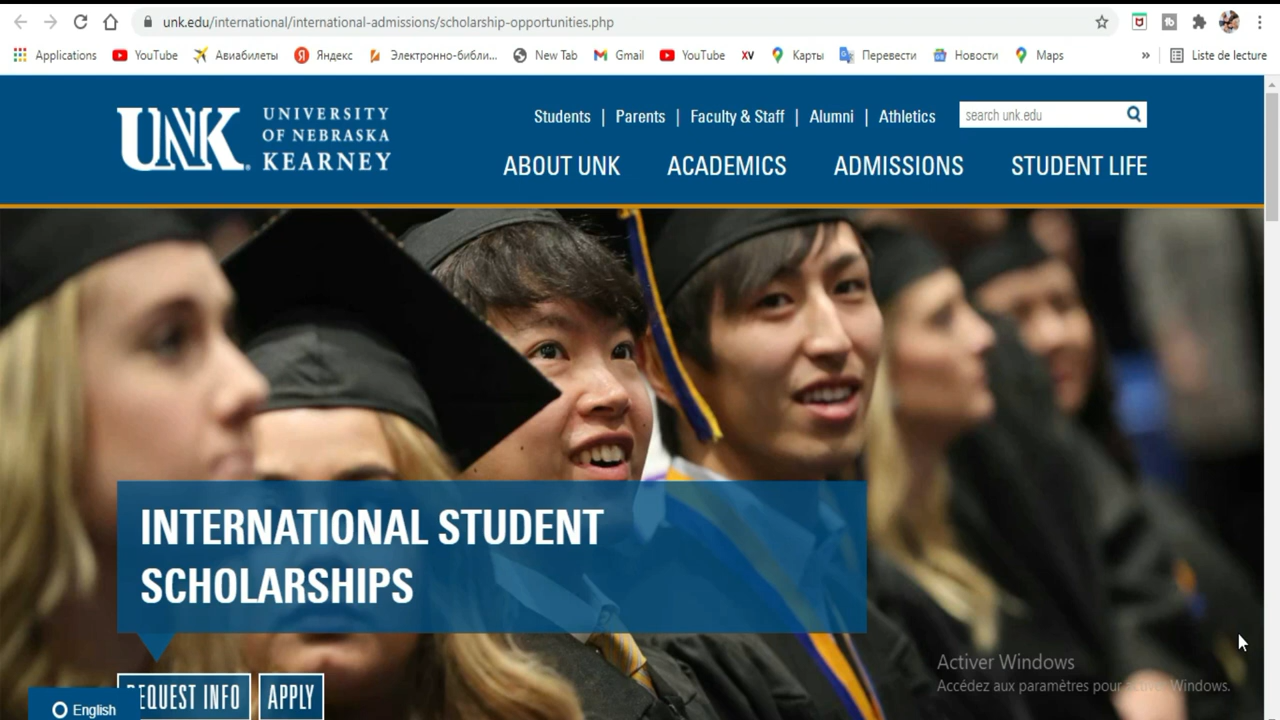 unk.edu/international/international-admissions/scholarship-opportunities.php
Applications YouTube Авиабилеты Яндекс Электронно-библи... New Tab Gmail YouTube XV Карты Перевести Новости Maps » Liste de lecture
UNK UNIVERSITY
OF NEBRASKA
KEARNEY
Students | Parents | Faculty & Staff | Alumni | Athletics
search unk.edu
ABOUT UNK ACADEMICS ADMISSIONS STUDENT LIFE
INTERNATIONAL STUDENT
SCHOLARSHIPS
Activer Windows
Accédez aux paramètres pour activer Windows.
REQUEST INFO APPLY
English